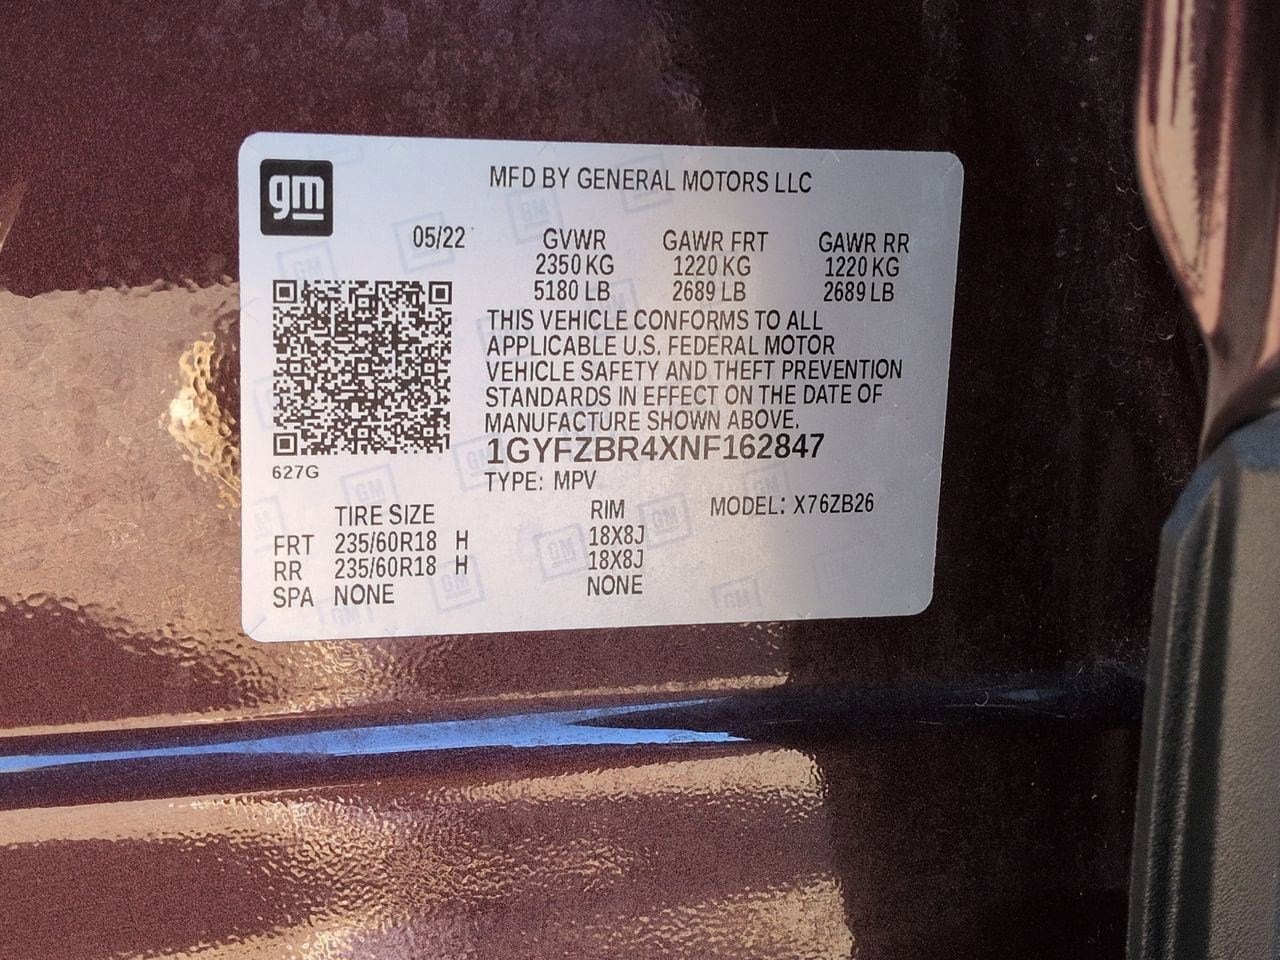 gm
MFD BY GENERAL MOTORS LLC
05/22 GVWR GAWR FRT GAWR RR
2350 KG 1220 KG 1220 KG
5180 LB 2689 LB 2689 LB
THIS VEHICLE CONFORMS TO ALL
APPLICABLE U.S. FEDERAL MOTOR
VEHICLE SAFETY AND THEFT PREVENTION
STANDARDS IN EFFECT ON THE DATE OF
MANUFACTURE SHOWN ABOVE.
1GYFZBR4XNF162847
627G
TYPE: MPV
TIRE SIZE RIM MODEL: X76ZB26
FRT 235/60R18 H 18X8J
RR 235/60R18 H 18X8J
SPA NONE NONE